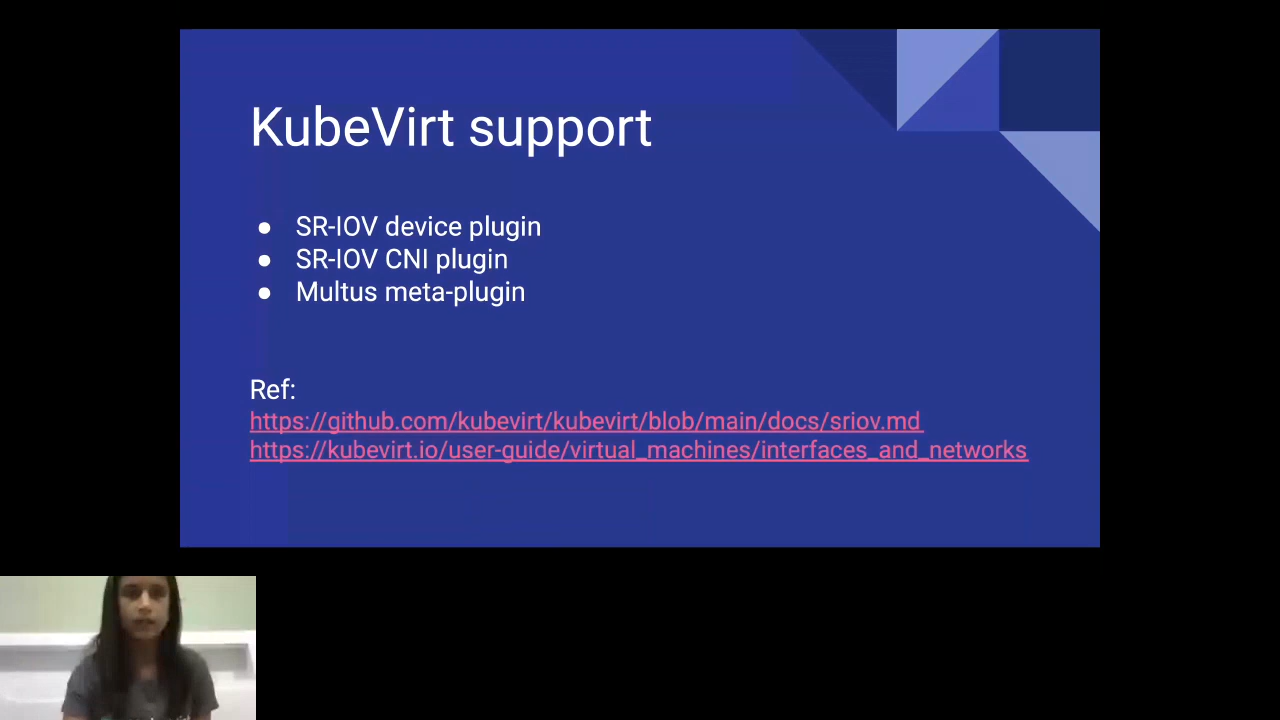 KubeVirt support
● SR-IOV device plugin
● SR-IOV CNI plugin
● Multus meta-plugin
Ref:
https://github.com/kubevirt/kubevirt/blob/main/docs/sriov.md
https://kubevirt.io/user-guide/virtual_machines/interfaces_and_networks